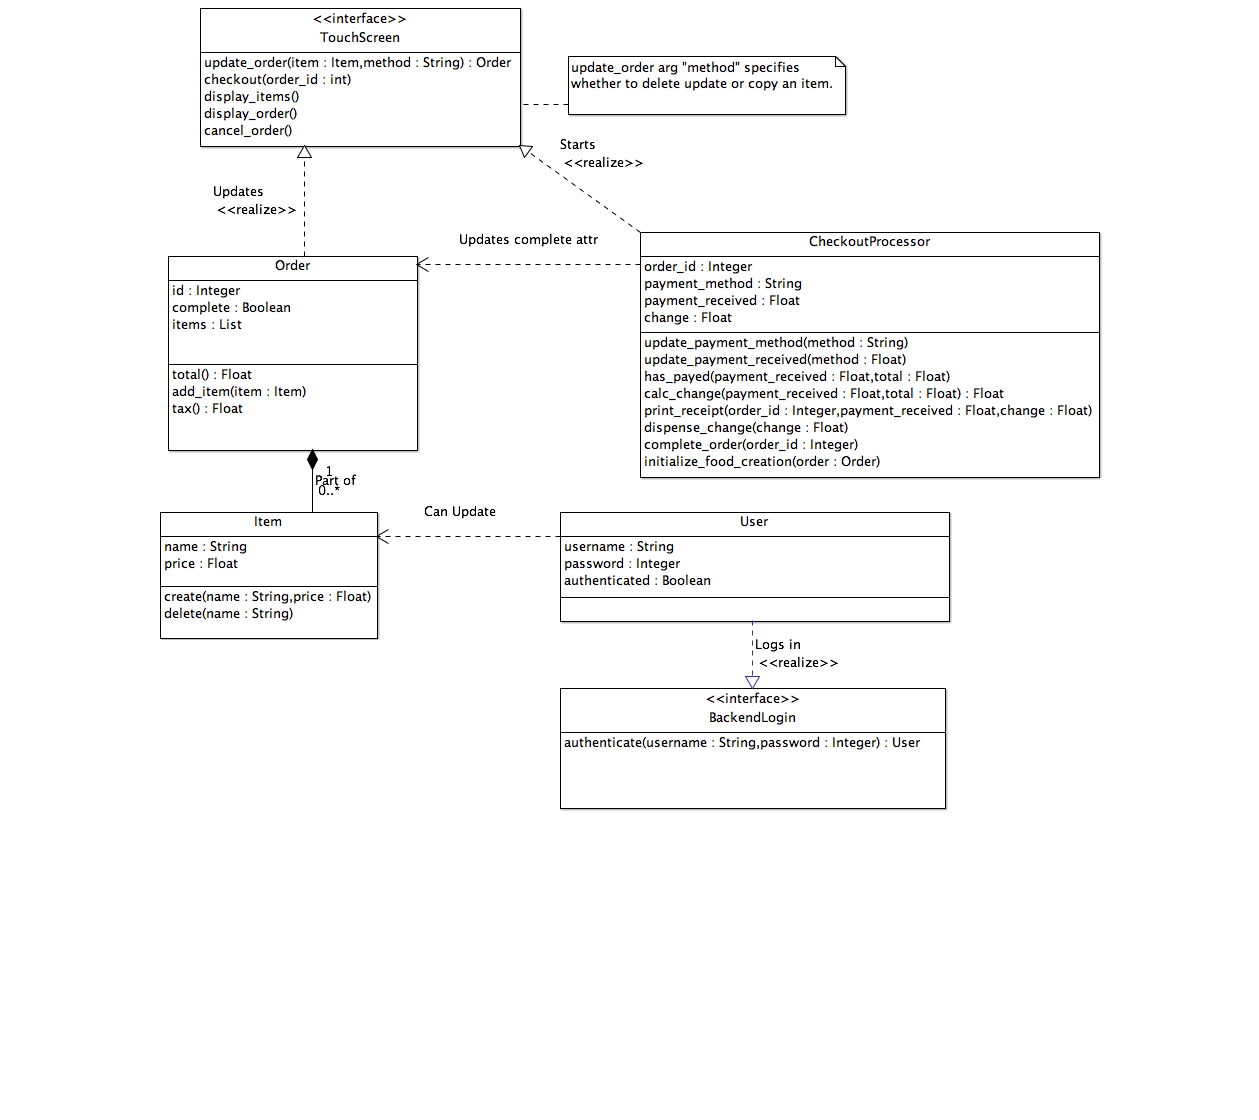 <<interface>>
TouchScreen
update_order(item : Item,method : String) : Order
checkout(order_id : int)
display_items()
display_order()
cancel_order()
update_order arg "method" specifies
whether to delete update or copy an item.
Starts
<<realize>>
Updates
<<realize>>
Updates complete attr
CheckoutProcessor
order_id : Integer
payment_method : String
payment_received : Float
change : Float
update_payment_method(method : String)
update_payment_received(method : Float)
has_payed(payment_received : Float,total : Float)
calc_change(payment_received : Float,total : Float) : Float
print_receipt(order_id : Integer,payment_received : Float,change : Float)
dispense_change(change : Float)
complete_order(order_id : Integer)
initialize_food_creation(order : Order)
Order
id : Integer
complete : Boolean
items : List
total() : Float
add_item(item : Item)
tax() : Float
1
Part of
0..*
Item
name : String
price : Float
create(name : String,price : Float)
delete(name : String)
Can Update
User
username : String
password : Integer
authenticated : Boolean
Logs in
<<realize>>
<<interface>>
BackendLogin
authenticate(username : String,password : Integer) : User